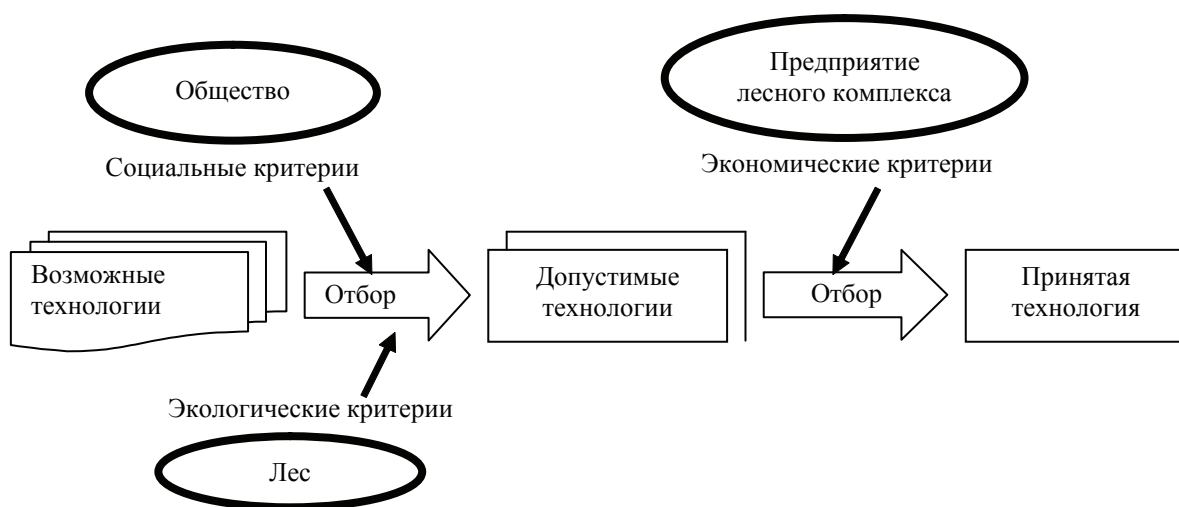 Общество
Предприятие
лесного комплекса
Социальные критерии
Экономические критерии
Возможные
технологии
Отбор
Допустимые
технологии
Отбор
Принятая
технология
Экологические критерии
Лес